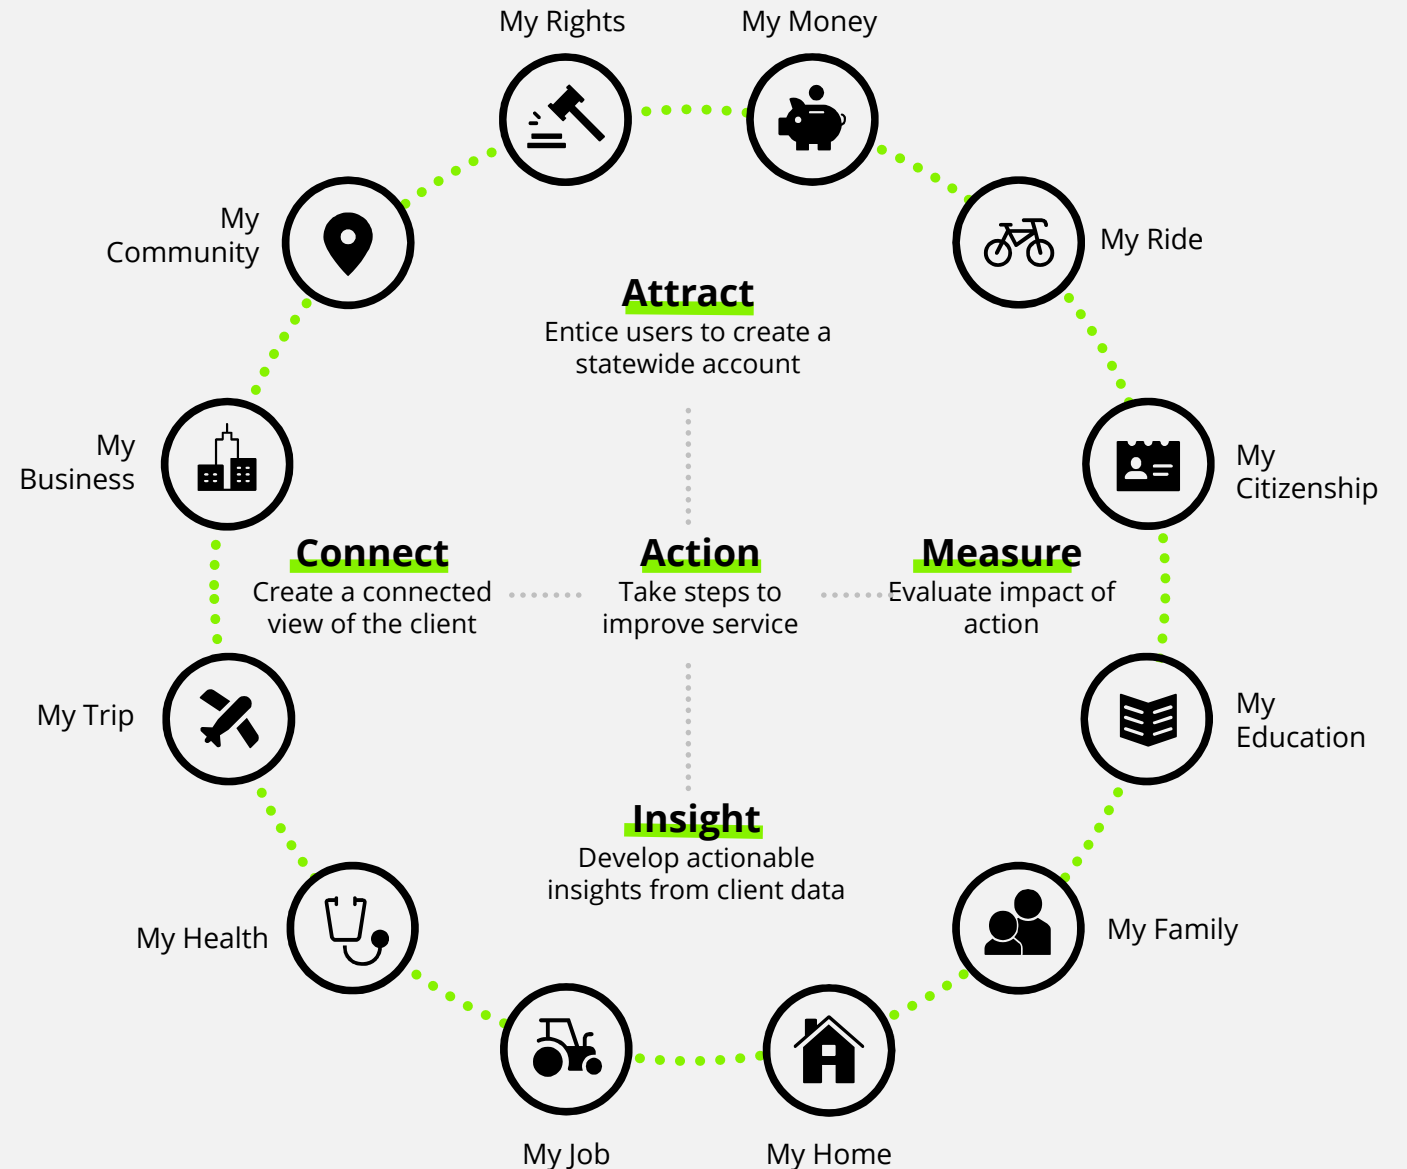 My Rights
My Money
My
Community
My Ride
Attract
Entice users to create a
statewide account
My
Business
My
Citizenship
Connect
Create a connected
view of the client
Action
Take steps to
improve service
Measure
Evaluate impact of
action
My Trip
My
Education
Insight
Develop actionable
insights from client data
My Health
My Family
My Job
My Home